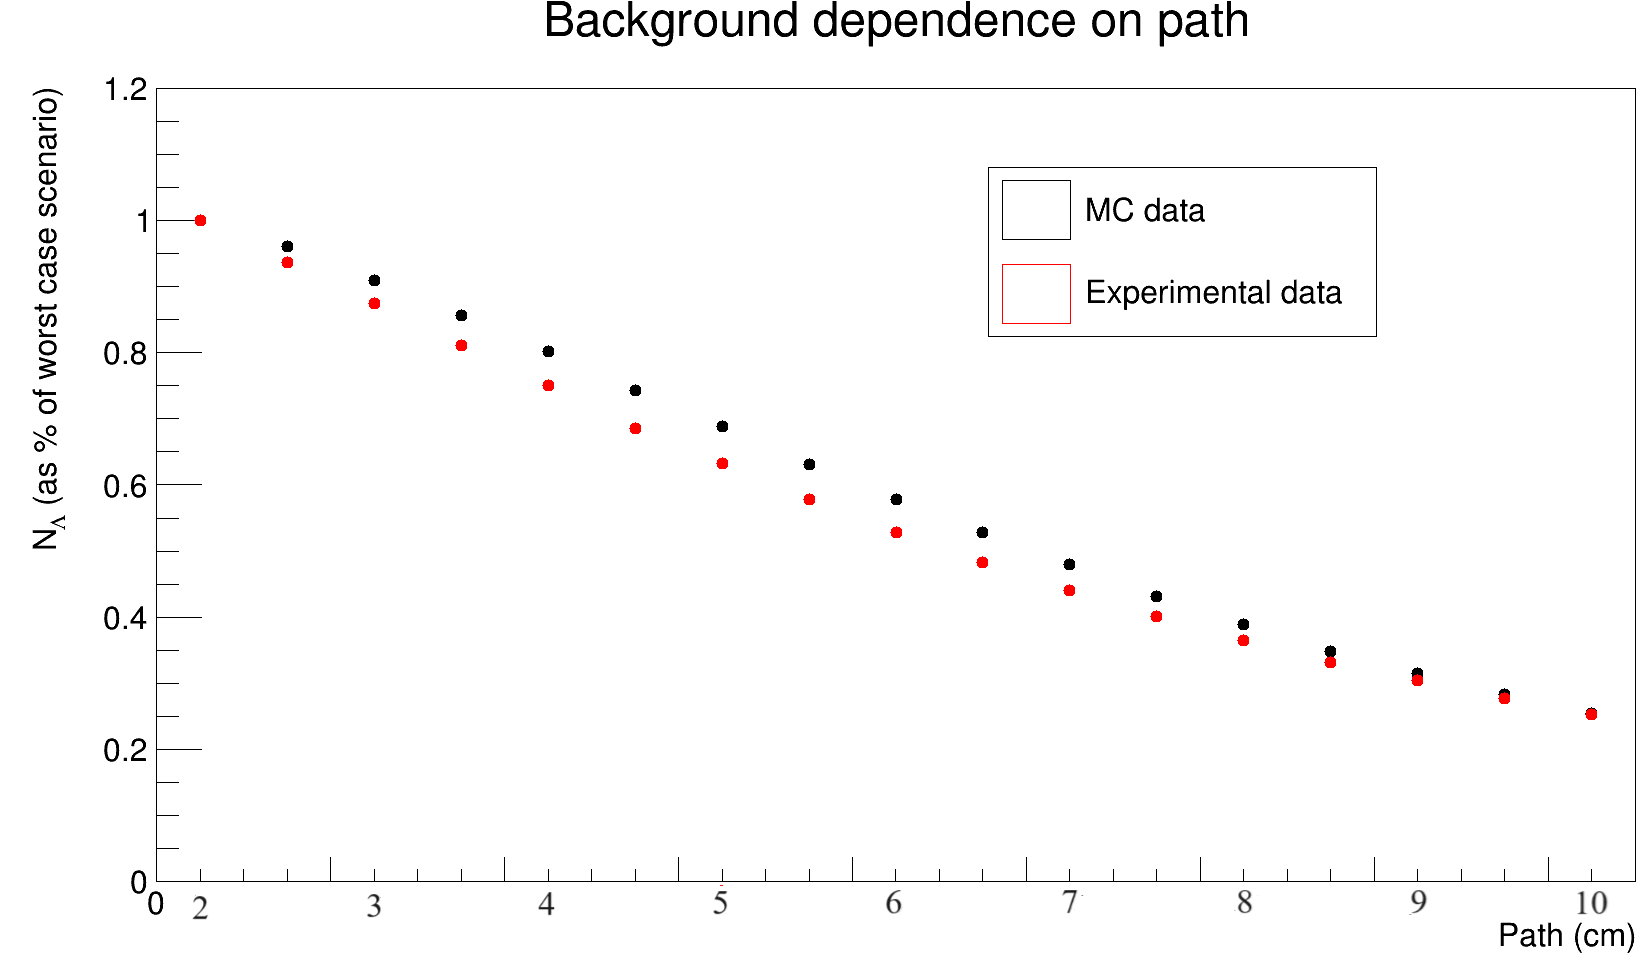 Background dependence on path
N_Λ (as % of worst case scenario)
1.2
1
0.8
0.6
0.4
0.2
0
MC data
Experimental data
0 2 3 4 5 6 7 8 9 10
Path (cm)